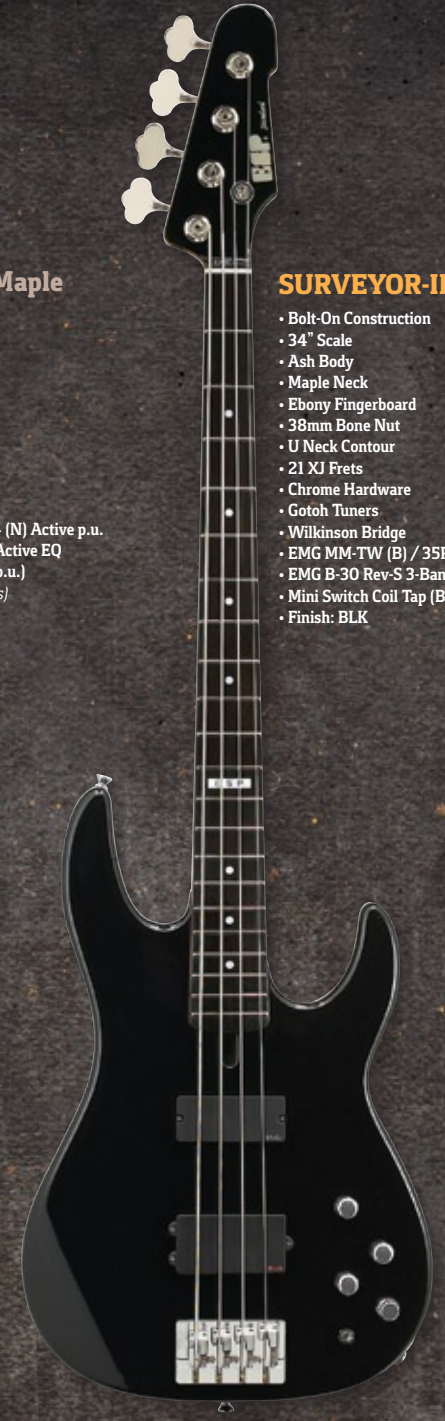 Maple
(N) Active p.u.
Active EQ
p.u.)
s)
SURVEYOR-II
• Bolt-On Construction
• 34” Scale
• Ash Body
• Maple Neck
• Ebony Fingerboard
• 38mm Bone Nut
• U Neck Contour
• 21 XJ Frets
• Chrome Hardware
• Gotoh Tuners
• Wilkinson Bridge
• EMG MM-TW (B) / 35
• EMG B-30 Rev-S 3-Ban
• Mini Switch Coil Tap (B
• Finish: BLK
ESP
ESP